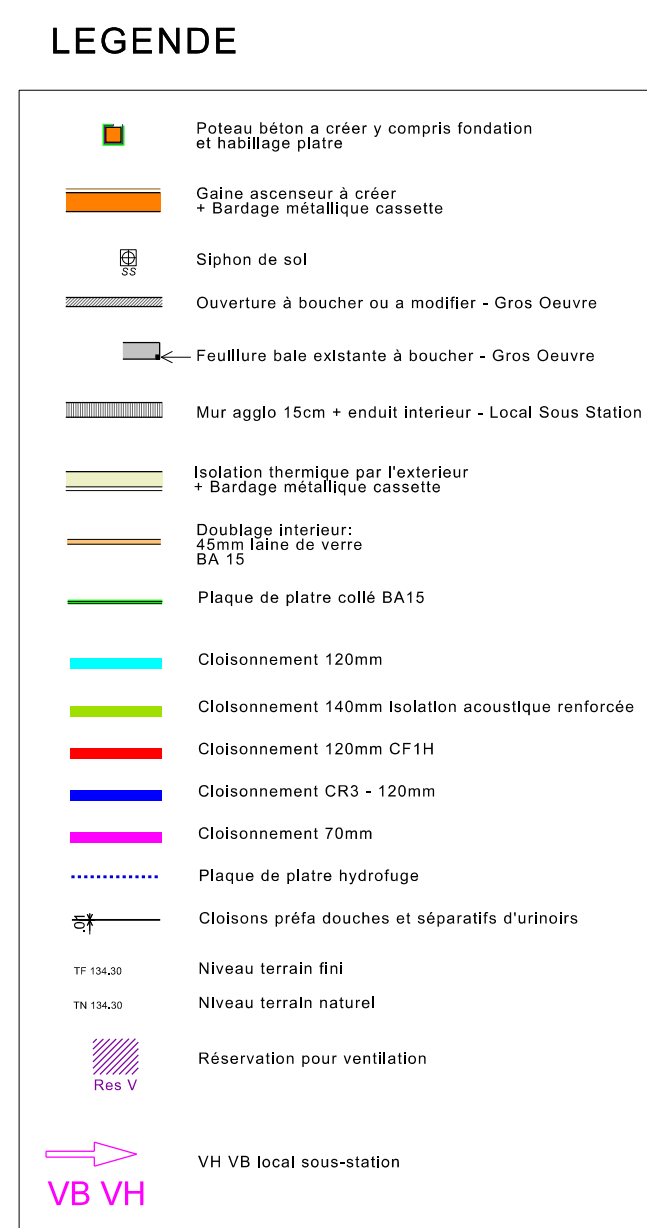 LEGENDE
Poteau béton a créer y compris fondation
et habillage platre
Gaine ascenseur à créer
+ Bardage métallique cassette
SS
Siphon de sol
Ouverture à boucher ou a modifier - Gros Oeuvre
Feuillure baie existante à boucher - Gros Oeuvre
Mur agglo 15cm + enduit interieur - Local Sous Station
Isolation thermique par l'exterieur
+ Bardage métallique cassette
Doublage interieur:
45mm laine de verre
BA 15
Plaque de platre collé BA15
Cloisonnement 120mm
Cloisonnement 140mm isolation acoustique renforcée
Cloisonnement 120mm CF1H
Cloisonnement CR3 - 120mm
Cloisonnement 70mm
Plaque de platre hydrofuge
.01
Cloisons préfa douches et séparatifs d'urinoirs
TF 134.30
Niveau terrain fini
TN 134.30
Niveau terrain naturel
Res V
Réservation pour ventilation
VB VH
VH VB local sous-station